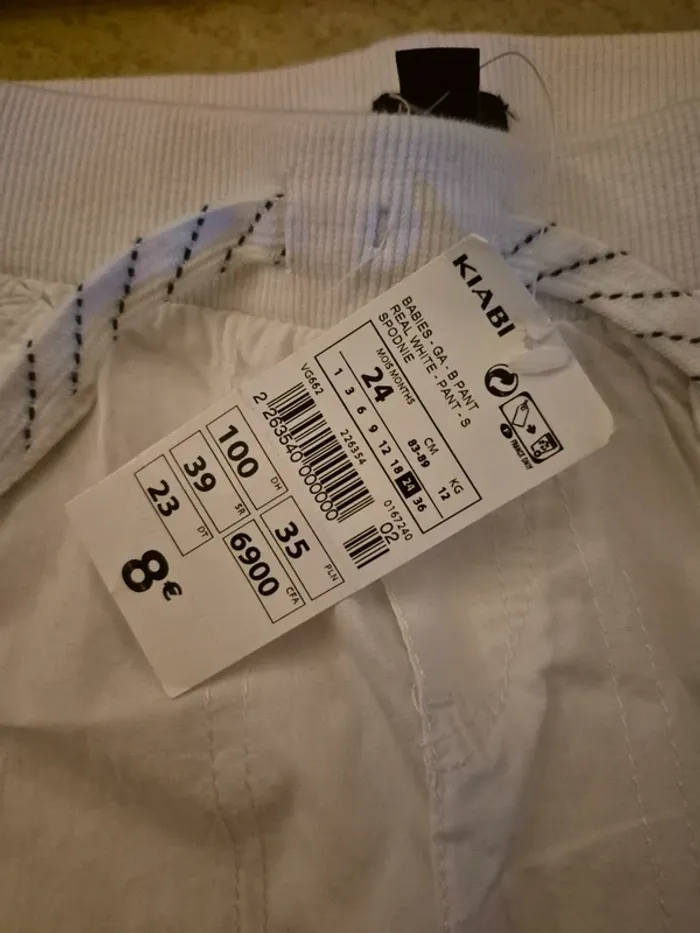 KIABI
BABIES - GA - B PANT
REAL WHITE - PANT - S
SPODNIE
MOIS MONTHS
24
CM
83-89
KG
12
1 3 6 9 12 18 24 36
VG662
226354
0167240
2 263540 000000
02
100 DH
35 PLN
39 SR
6900 CFA
23 DT
8€